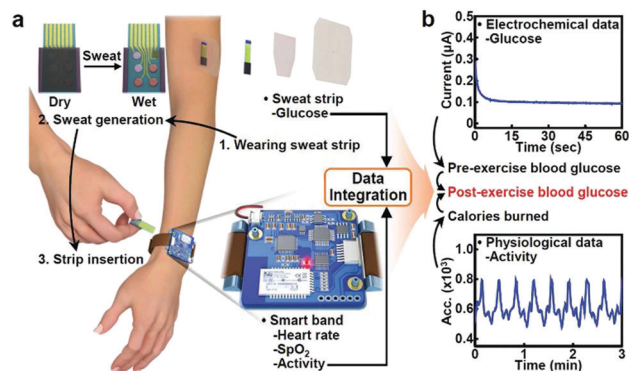 a
Sweat
Dry
Wet
2. Sweat generation
1. Wearing sweat strip
3. Strip insertion
• Sweat strip
-Glucose
Data
Integration
• Smart band
-Heart rate
-SpO₂
-Activity
b
• Electrochemical data
-Glucose
Current (μA)
0.5
0.4
0.3
0.2
0.1
0
0
15
30
45
60
Time (sec)
Pre-exercise blood glucose
Post-exercise blood glucose
Calories burned
• Physiological data
-Activity
Acc. (x10³)
1.0
0.8
0.6
0.4
0
1
2
3
Time (min)